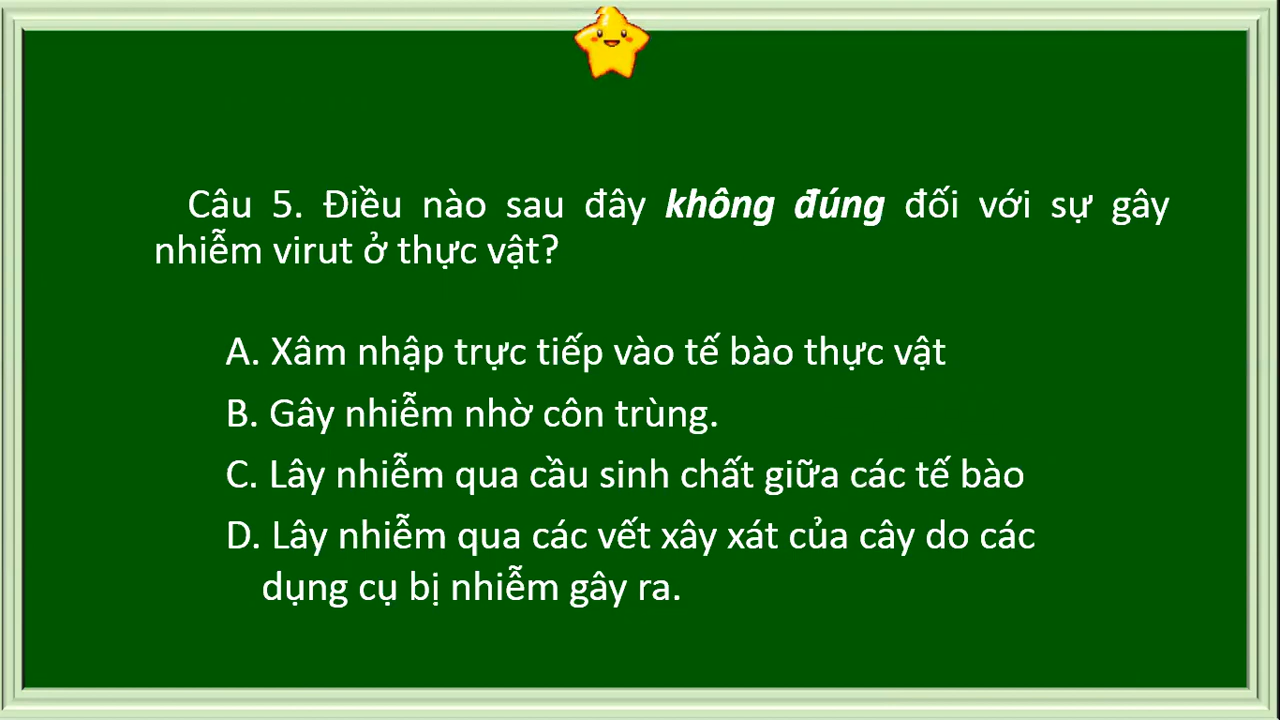 Câu 5. Điều nào sau đây không đúng đối với sự gây
nhiễm virut ở thực vật?
A. Xâm nhập trực tiếp vào tế bào thực vật
B. Gây nhiễm nhờ côn trùng.
C. Lây nhiễm qua cầu sinh chất giữa các tế bào
D. Lây nhiễm qua các vết xây xát của cây do các
dụng cụ bị nhiễm gây ra.